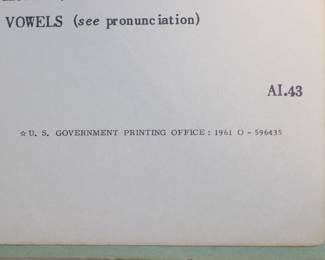 VOWELS (see pronunciation)
AI.43
☆ U. S. GOVERNMENT PRINTING OFFICE : 1961 O - 596435